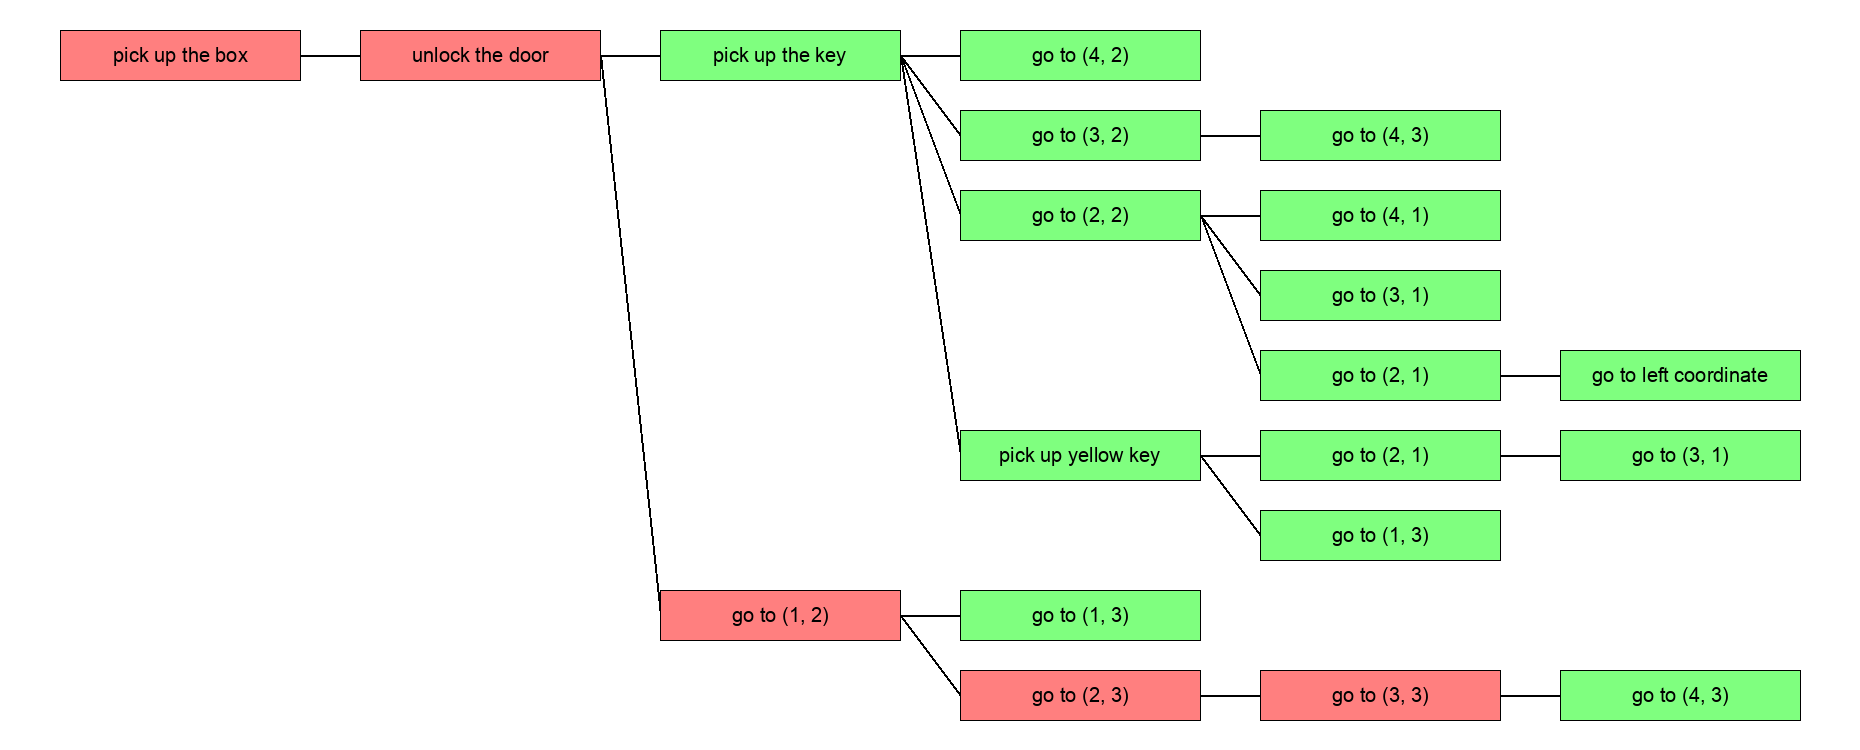 pick up the box
unlock the door
pick up the key
go to (4, 2)
go to (3, 2)
go to (4, 3)
go to (2, 2)
go to (4, 1)
go to (3, 1)
go to (2, 1)
go to left coordinate
pick up yellow key
go to (2, 1)
go to (3, 1)
go to (1, 3)
go to (1, 2)
go to (1, 3)
go to (2, 3)
go to (3, 3)
go to (4, 3)